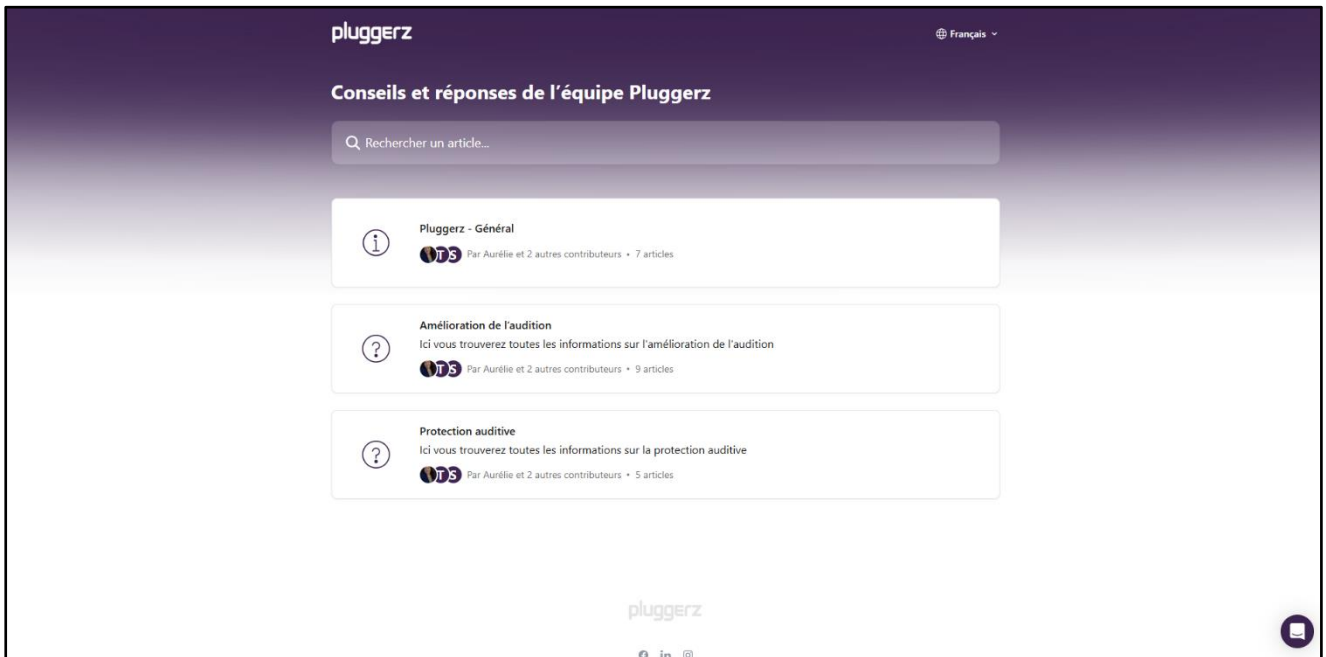 pluggerz
Français
Conseils et réponses de l’équipe Pluggerz
Rechercher un article...
Pluggerz - Général
TS Par Aurélie et 2 autres contributeurs • 7 articles
Amélioration de l'audition
Ici vous trouverez toutes les informations sur l'amélioration de l'audition
TS Par Aurélie et 2 autres contributeurs • 9 articles
Protection auditive
Ici vous trouverez toutes les informations sur la protection auditive
TS Par Aurélie et 2 autres contributeurs • 5 articles
pluggerz